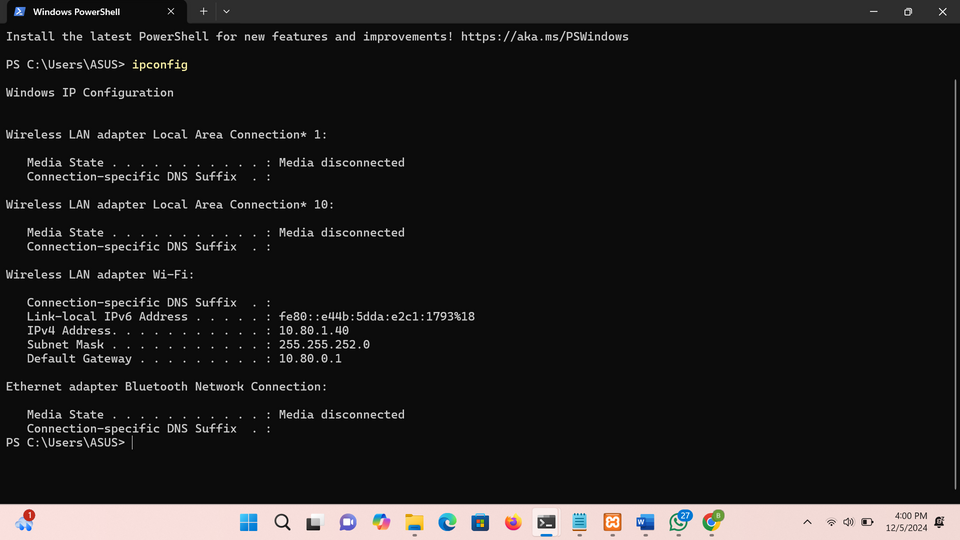 Windows PowerShell
Install the latest PowerShell for new features and improvements! https://aka.ms/PSWindows
PS C:\Users\ASUS> ipconfig
Windows IP Configuration
Wireless LAN adapter Local Area Connection* 1:
Media State . . . . . . . . . . . : Media disconnected
Connection-specific DNS Suffix  . :
Wireless LAN adapter Local Area Connection* 10:
Media State . . . . . . . . . . . : Media disconnected
Connection-specific DNS Suffix  . :
Wireless LAN adapter Wi-Fi:
Connection-specific DNS Suffix  . :
Link-local IPv6 Address . . . . . : fe80::e44b:5dda:e2c1:1793%18
IPv4 Address. . . . . . . . . . . : 10.80.1.40
Subnet Mask . . . . . . . . . . . : 255.255.252.0
Default Gateway . . . . . . . . . : 10.80.0.1
Ethernet adapter Bluetooth Network Connection:
Media State . . . . . . . . . . . : Media disconnected
Connection-specific DNS Suffix  . :
PS C:\Users\ASUS>
1
W
27
B
4:00 PM
12/5/2024